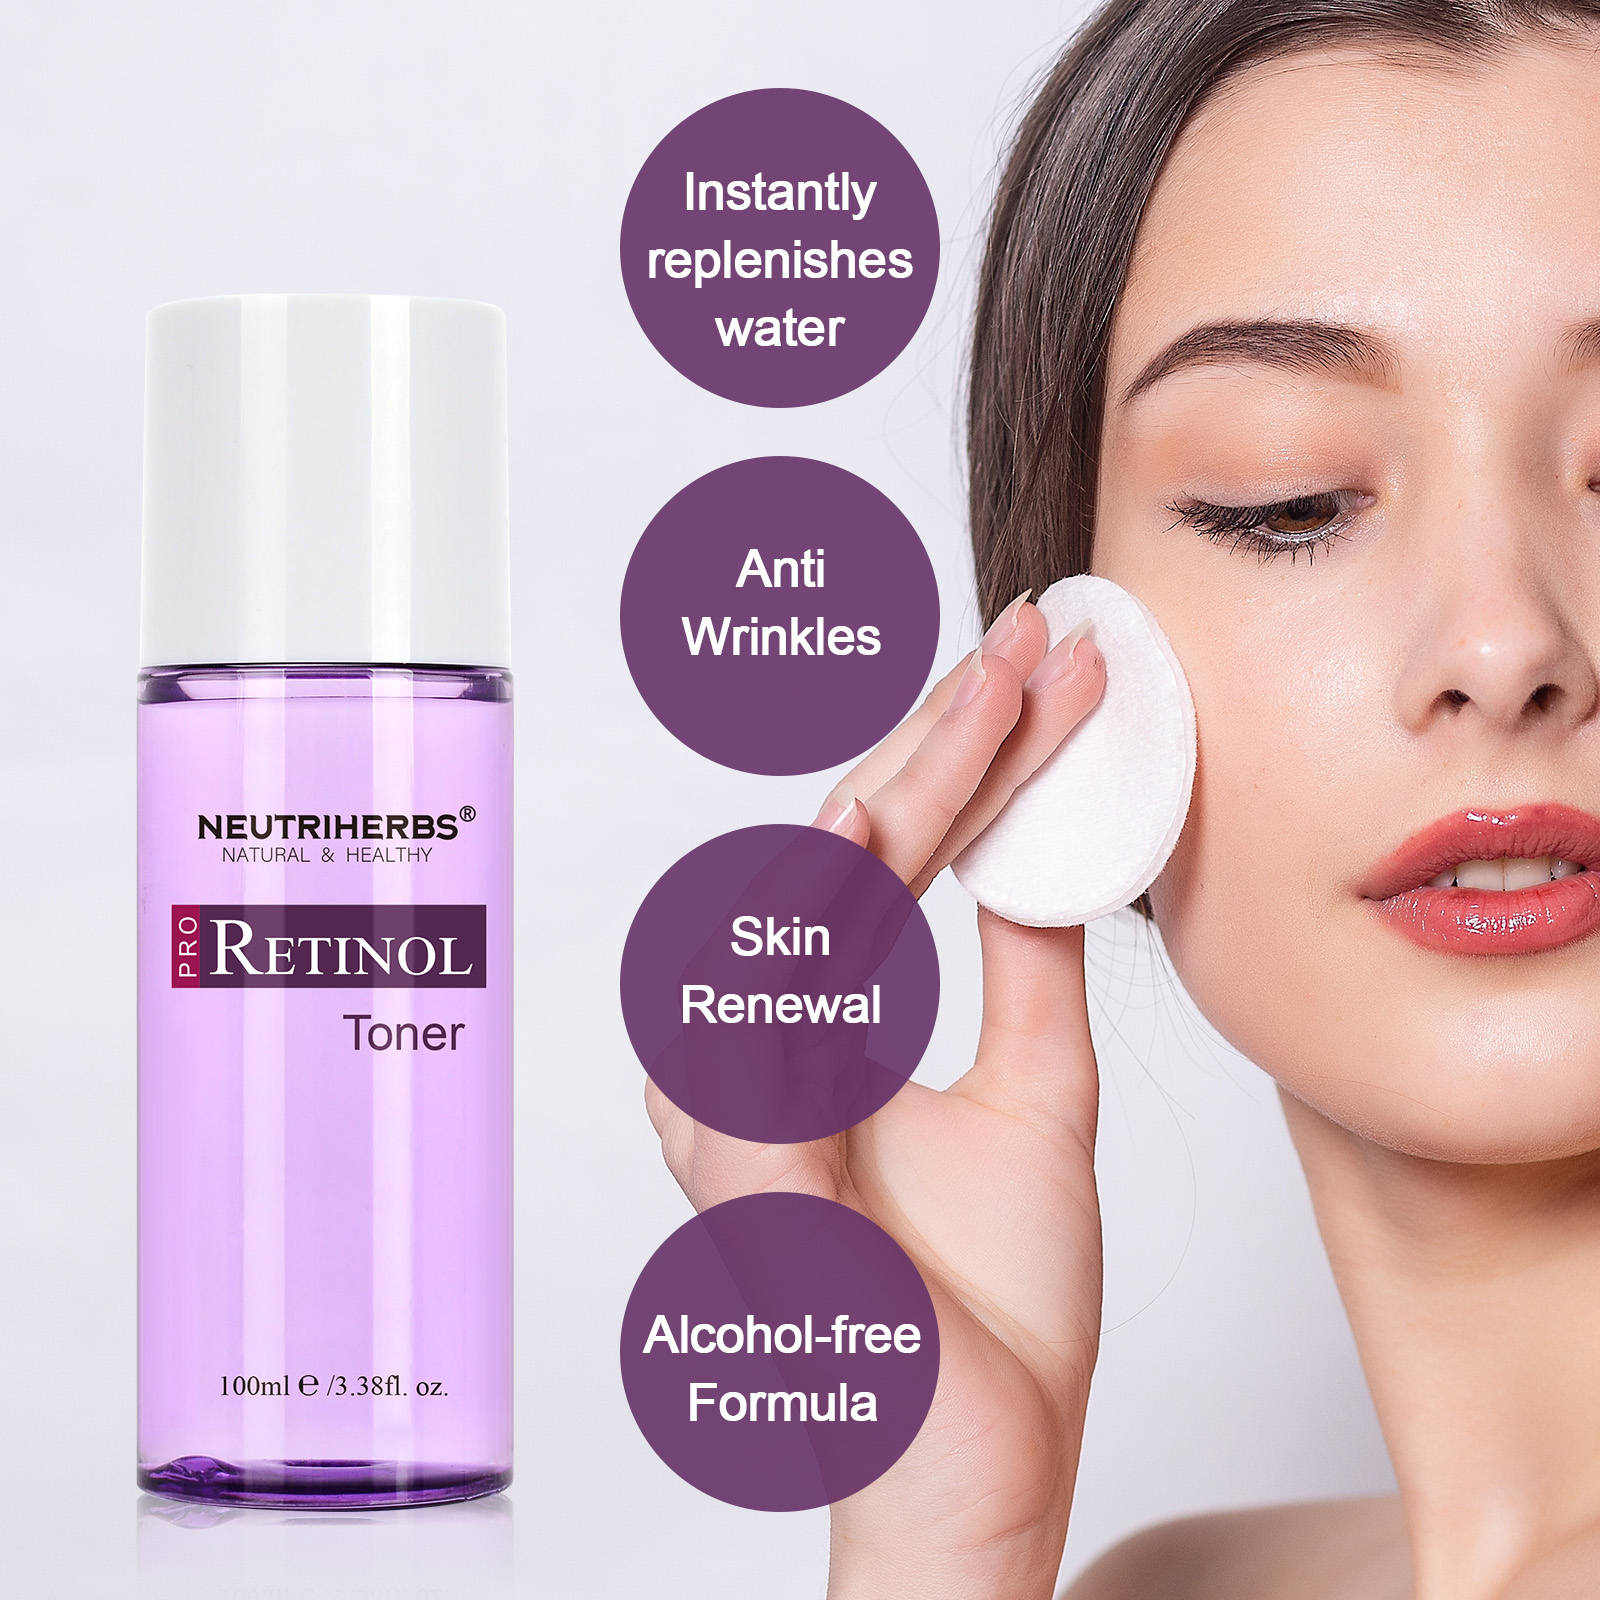 NEUTRIHERBS®
NATURAL & HEALTHY
PRO RETINOL
Toner
100ml ℮ /3.38fl. oz.
Instantly
replenishes
water
Anti
Wrinkles
Skin
Renewal
Alcohol-free
Formula